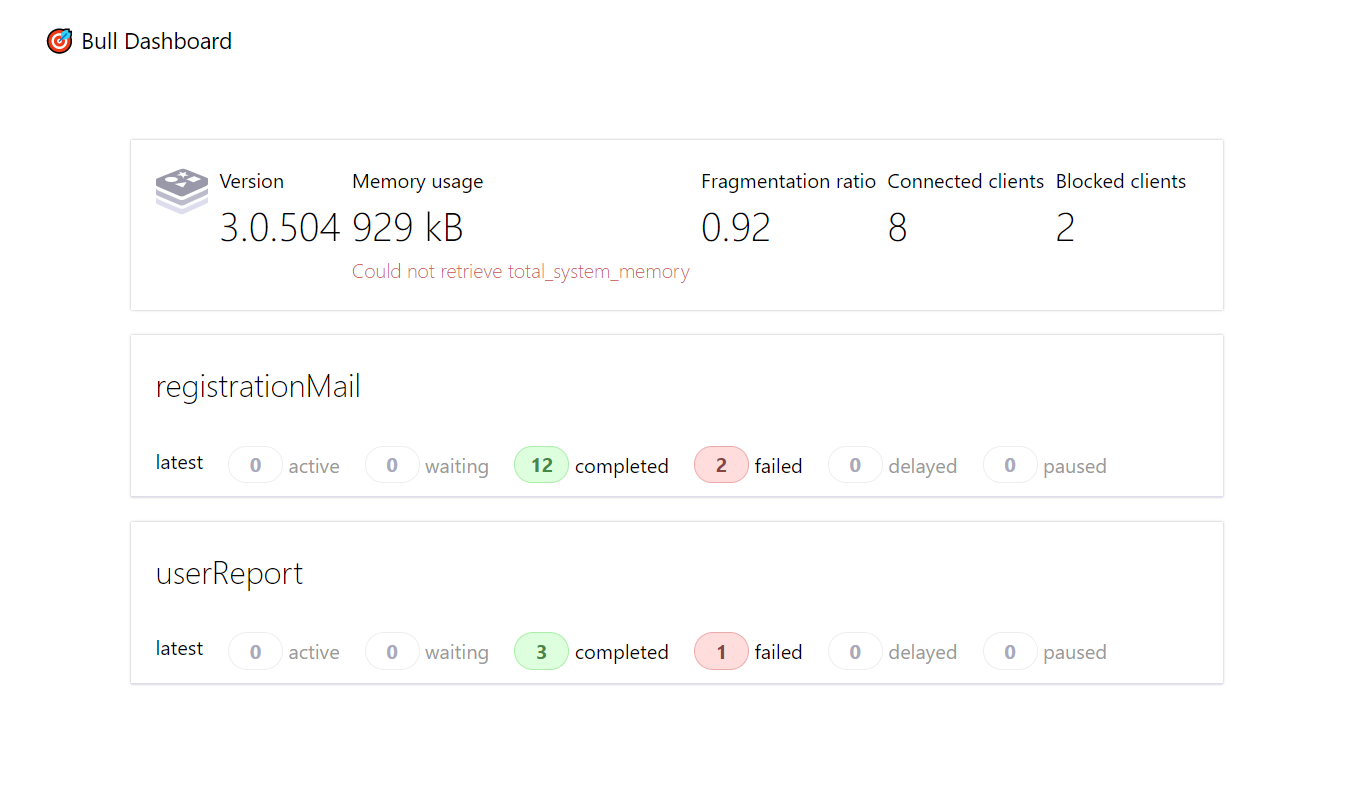 Bull Dashboard
Version Memory usage Fragmentation ratio Connected clients Blocked clients
3.0.504 929 kB 0.92 8 2
Could not retrieve total_system_memory
registrationMail
latest 0 active 0 waiting 12 completed 2 failed 0 delayed 0 paused
userReport
latest 0 active 0 waiting 3 completed 1 failed 0 delayed 0 paused